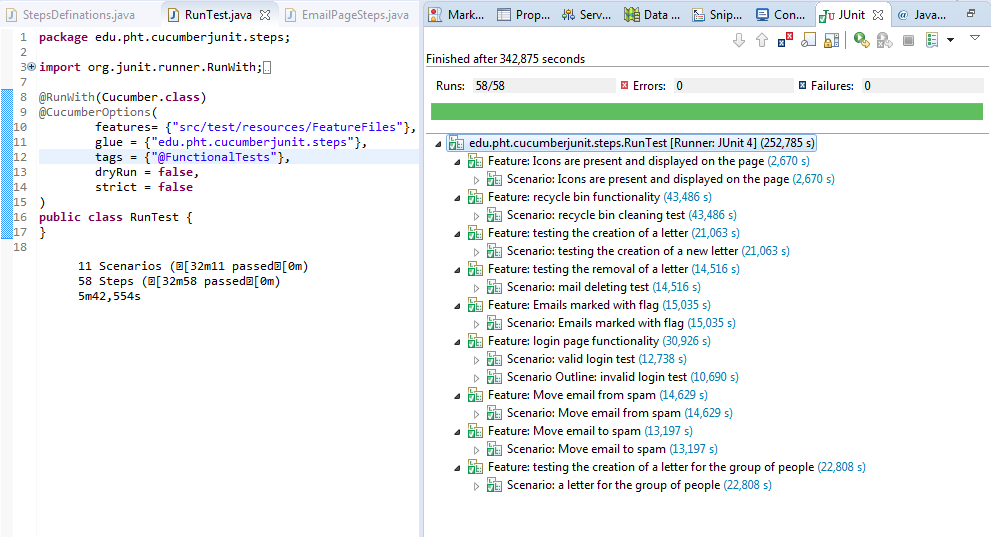 StepsDefinations.java RunTest.java EmailPageSteps.java
1 package edu.pht.cucumberjunit.steps;
2
3 import org.junit.runner.RunWith;
7
8 @RunWith(Cucumber.class)
9 @CucumberOptions(
10 features= {"src/test/resources/FeatureFiles"},
11 glue = {"edu.pht.cucumberjunit.steps"},
12 tags = {"@FunctionalTests"},
13 dryRun = false,
14 strict = false
15 )
16 public class RunTest {
17 }
18
11 Scenarios ([32m11 passed[0m)
58 Steps ([32m58 passed[0m)
5m42,554s
Mark... Prop... Serv... Data ... Snip... Con... JUnit Java...
Finished after 342,875 seconds
Runs: 58/58 Errors: 0 Failures: 0
edu.pht.cucumberjunit.steps.RunTest [Runner: JUnit 4] (252,785 s)
Feature: Icons are present and displayed on the page (2,670 s)
Scenario: Icons are present and displayed on the page (2,670 s)
Feature: recycle bin functionality (43,486 s)
Scenario: recycle bin cleaning test (43,486 s)
Feature: testing the creation of a letter (21,063 s)
Scenario: testing the creation of a new letter (21,063 s)
Feature: testing the removal of a letter (14,516 s)
Scenario: mail deleting test (14,516 s)
Feature: Emails marked with flag (15,035 s)
Scenario: Emails marked with flag (15,035 s)
Feature: login page functionality (30,926 s)
Scenario: valid login test (12,738 s)
Scenario Outline: invalid login test (10,690 s)
Feature: Move email from spam (14,629 s)
Scenario: Move email from spam (14,629 s)
Feature: Move email to spam (13,197 s)
Scenario: Move email to spam (13,197 s)
Feature: testing the creation of a letter for the group of people (22,808 s)
Scenario: a letter for the group of people (22,808 s)